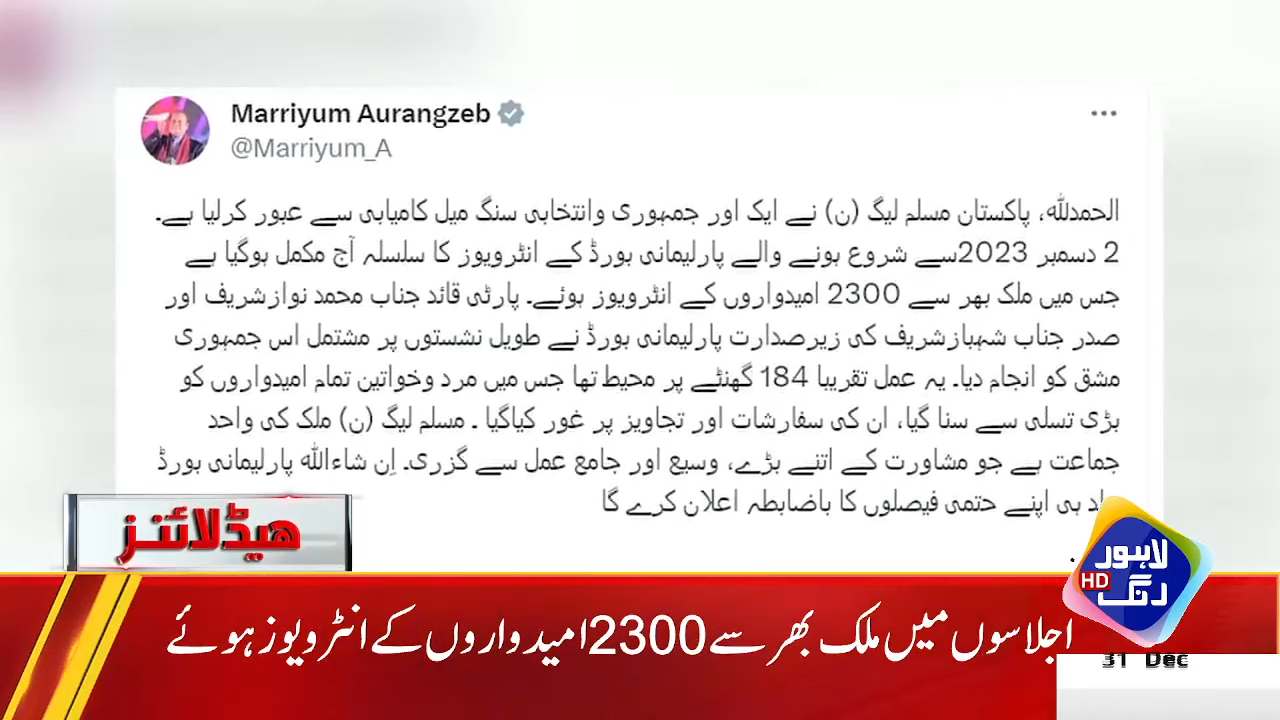 Marriyum Aurangzeb
@Marriyum_A
الحمدللہ، پاکستان مسلم لیگ (ن) نے ایک اور جمہوری وانتخابی سنگ میل کامیابی سے عبور کرلیا ہے۔
2 دسمبر 2023سے شروع ہونے والے پارلیمانی بورڈ کے انٹرویوز کا سلسلہ آج مکمل ہوگیا ہے
جس میں ملک بھر سے 2300 امیدواروں کے انٹرویوز ہوئے۔ پارٹی قائد جناب محمد نوازشریف اور
صدر جناب شہبازشریف کی زیرصدارت پارلیمانی بورڈ نے طویل نشستوں پر مشتمل اس جمہوری
مشق کو انجام دیا۔ یہ عمل تقریبا 184 گھنٹے پر محیط تھا جس میں مرد وخواتین تمام امیدواروں کو
بڑی تسلی سے سنا گیا، ان کی سفارشات اور تجاویز پر غور کیاگیا ۔ مسلم لیگ (ن) ملک کی واحد
جماعت ہے جو مشاورت کے اتنے بڑے، وسیع اور جامع عمل سے گزری۔ اِن شاءاللہ پارلیمانی بورڈ
ہی اپنے حتمی فیصلوں کا باضابطہ اعلان کرے گا
ھیڈلائنز
لاہور
رنگ
HD
اجلاسوں میں ملک بھر سے 2300 امیدواروں کے انٹرویوز ہوئے
31 Dec